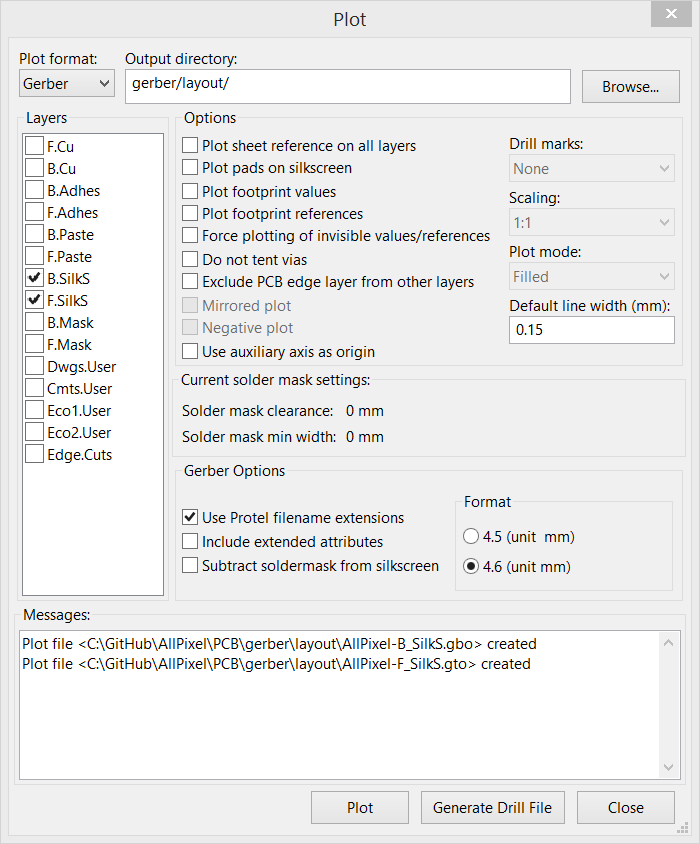 Plot
Plot format:
Output directory:
Gerber
gerber/layout/
Browse...
Layers
F.Cu
B.Cu
B.Adhes
F.Adhes
B.Paste
F.Paste
B.SilkS
F.SilkS
B.Mask
F.Mask
Dwgs.User
Cmts.User
Eco1.User
Eco2.User
Edge.Cuts
Options
Plot sheet reference on all layers
Plot pads on silkscreen
Plot footprint values
Plot footprint references
Force plotting of invisible values/references
Do not tent vias
Exclude PCB edge layer from other layers
Mirrored plot
Negative plot
Use auxiliary axis as origin
Drill marks:
None
Scaling:
1:1
Plot mode:
Filled
Default line width (mm):
0.15
Current solder mask settings:
Solder mask clearance: 0 mm
Solder mask min width: 0 mm
Gerber Options
Use Protel filename extensions
Include extended attributes
Subtract soldermask from silkscreen
Format
4.5 (unit  mm)
4.6 (unit mm)
Messages:
Plot file <C:\GitHub\AllPixel\PCB\gerber\layout\AllPixel-B_SilkS.gbo> created
Plot file <C:\GitHub\AllPixel\PCB\gerber\layout\AllPixel-F_SilkS.gto> created
Plot
Generate Drill File
Close